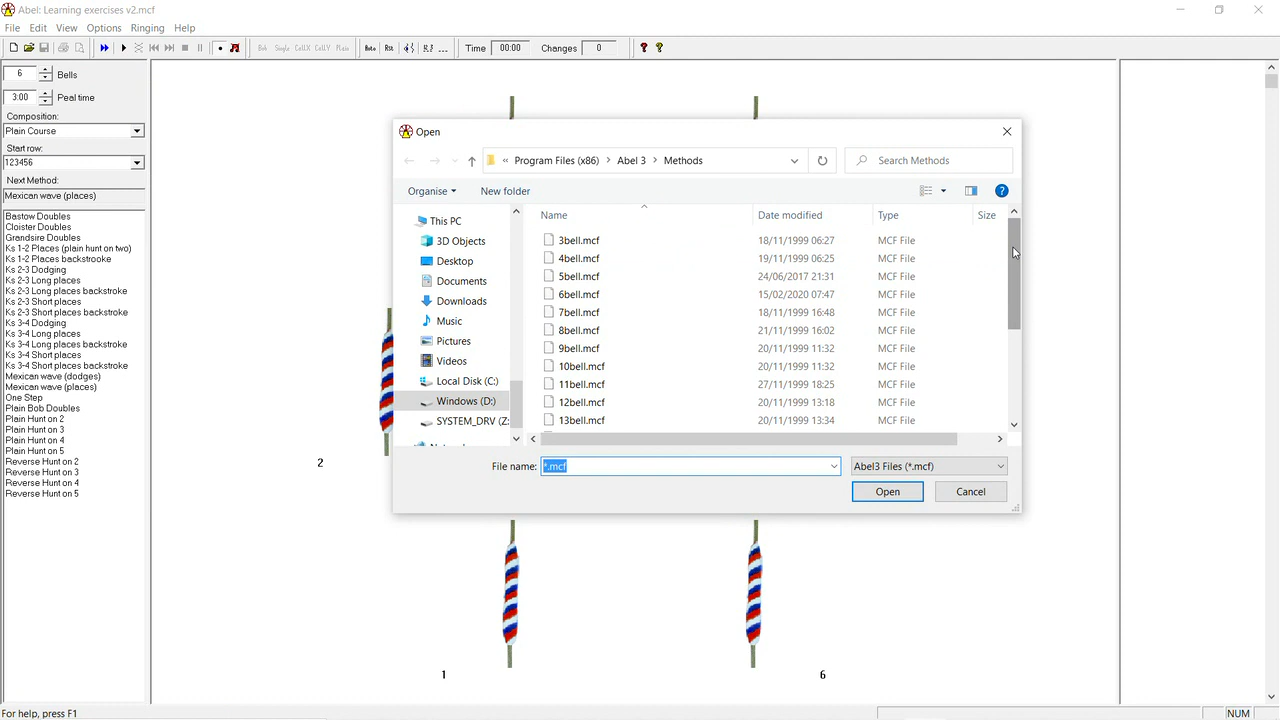 Abel: Learning exercises v2.mcf
File Edit View Options Ringing Help
Bob Single CallX CallY Plain Auto Rst Time 00:00 Changes 0
6 Bells
3:00 Peal time
Composition:
Plain Course
Start row:
123456
Next Method:
Mexican wave (places)
Bastow Doubles
Cloister Doubles
Grandsire Doubles
Ks 1-2 Places (plain hunt on two)
Ks 1-2 Places backstrooke
Ks 2-3 Dodging
Ks 2-3 Long places
Ks 2-3 Long places backstroke
Ks 2-3 Short places
Ks 2-3 Short places backstroke
Ks 3-4 Dodging
Ks 3-4 Long places
Ks 3-4 Long places backstroke
Ks 3-4 Short places
Ks 3-4 Short places backstroke
Mexican wave (dodges)
Mexican wave (places)
One Step
Plain Bob Doubles
Plain Hunt on 2
Plain Hunt on 3
Plain Hunt on 4
Plain Hunt on 5
Reverse Hunt on 2
Reverse Hunt on 3
Reverse Hunt on 4
Reverse Hunt on 5
2
1
6
Open
« Program Files (x86) > Abel 3 > Methods
Search Methods
Organise New folder
This PC
3D Objects
Desktop
Documents
Downloads
Music
Pictures
Videos
Local Disk (C:)
Windows (D:)
SYSTEM_DRV (Z:
Name Date modified Type Size
3bell.mcf 18/11/1999 06:27 MCF File
4bell.mcf 19/11/1999 06:25 MCF File
5bell.mcf 24/06/2017 21:31 MCF File
6bell.mcf 15/02/2020 07:47 MCF File
7bell.mcf 18/11/1999 16:48 MCF File
8bell.mcf 21/11/1999 16:02 MCF File
9bell.mcf 20/11/1999 11:32 MCF File
10bell.mcf 20/11/1999 11:32 MCF File
11bell.mcf 27/11/1999 18:25 MCF File
12bell.mcf 20/11/1999 13:18 MCF File
13bell.mcf 20/11/1999 13:34 MCF File
File name: *.mcf Abel3 Files (*.mcf)
Open Cancel
For help, press F1
NUM